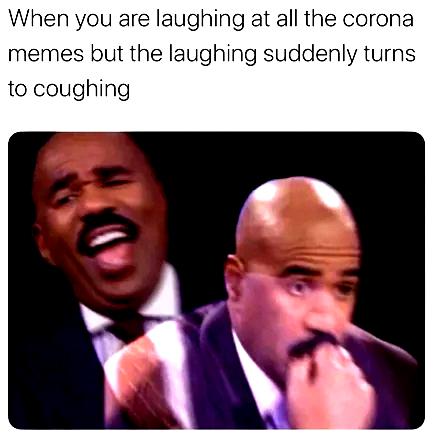 When you are laughing at all the corona
memes but the laughing suddenly turns
to coughing